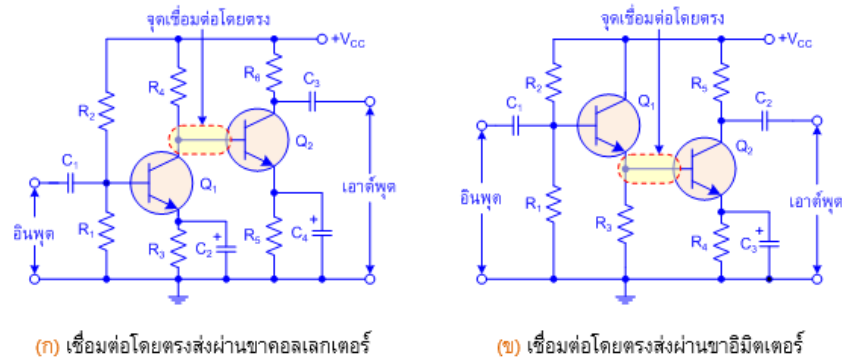 จุดเชื่อมต่อโดยตรง
+VCC
R4
R6
C3
R2
Q2
C1
Q1
R1
R3
C2
+
R5
C4
+
อินพุต
เอาต์พุต
(ก) เชื่อมต่อโดยตรงส่งผ่านขาคอลเลกเตอร์
จุดเชื่อมต่อโดยตรง
+VCC
R2
Q1
R5
C1
C2
Q2
R1
R3
R4
C3
+
อินพุต
เอาต์พุต
(ข) เชื่อมต่อโดยตรงส่งผ่านขาอิมิตเตอร์